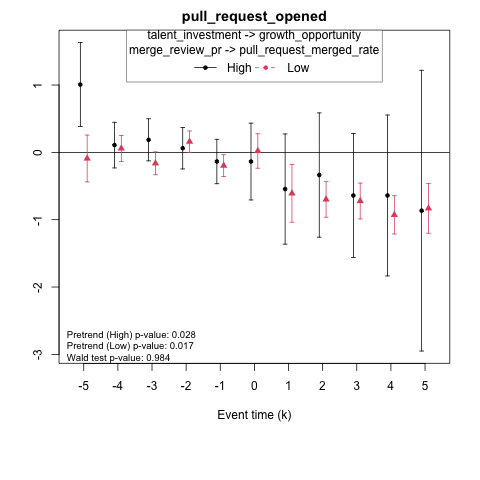 pull_request_opened
talent_investment -> growth_opportunity
merge_review_pr -> pull_request_merged_rate
High Low
1
0
-1
-2
-3
Pretrend (High) p-value: 0.028
Pretrend (Low) p-value: 0.017
Wald test p-value: 0.984
-5 -4 -3 -2 -1 0 1 2 3 4 5
Event time (k)